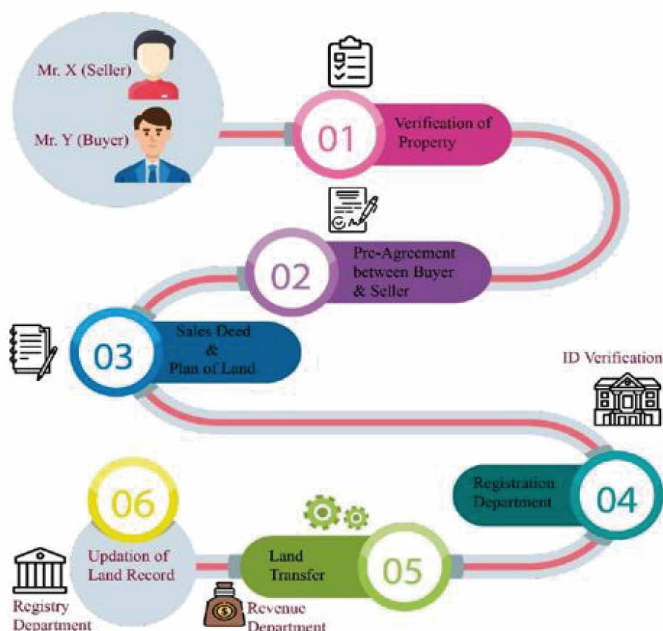 Mr. X (Seller)
Mr. Y (Buyer)
01
Verification of
Property
02
Pre-Agreement
between Buyer
& Seller
03
Sales Deed
&
Plan of Land
ID Verification
Registration
Department
04
Land
Transfer
05
Revenue
Department
06
Updation of
Land Record
Registry
Department